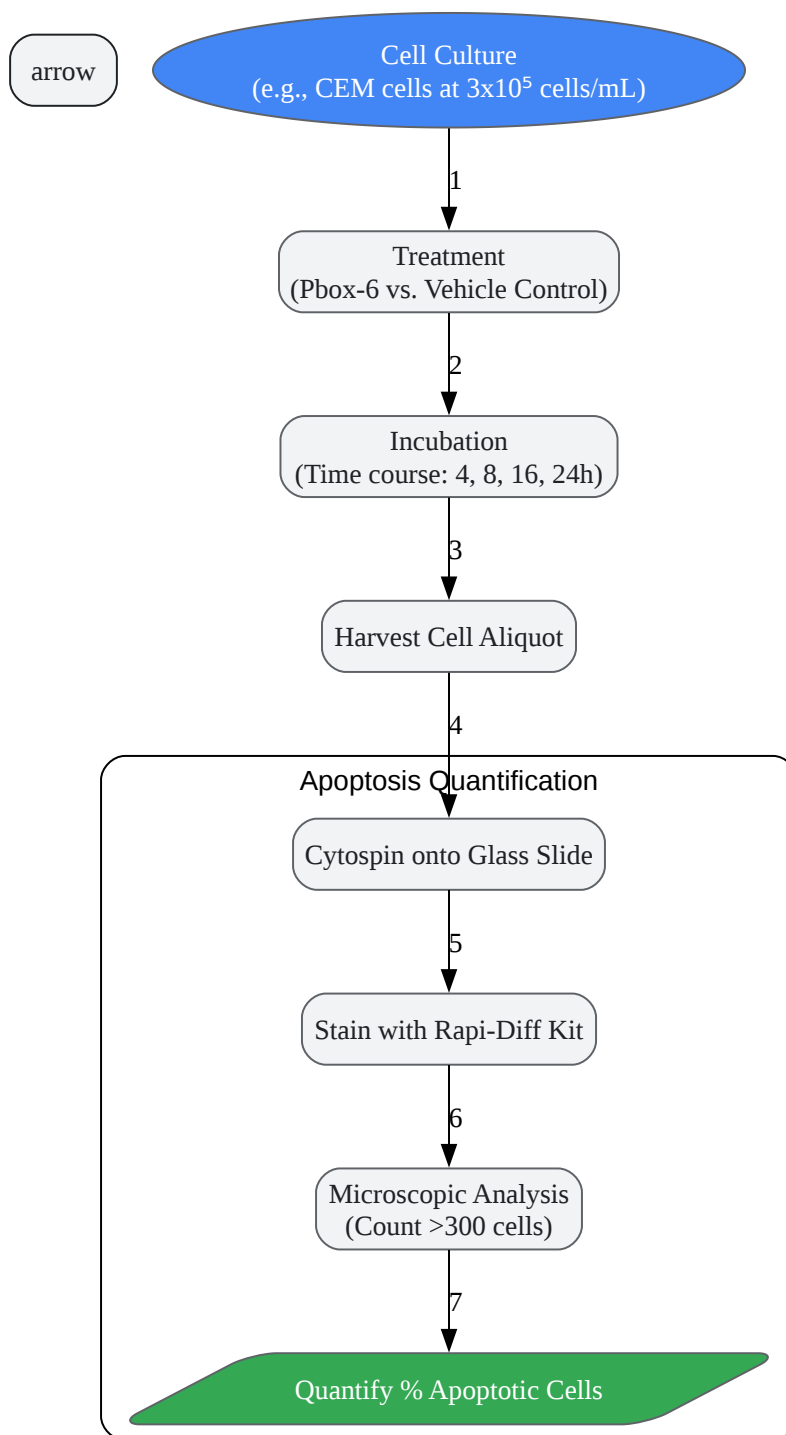 arrow
Cell Culture
(e.g., CEM cells at 3x10⁵ cells/mL)
1
Treatment
(Pbox-6 vs. Vehicle Control)
2
Incubation
(Time course: 4, 8, 16, 24h)
3
Harvest Cell Aliquot
4
Apoptosis Quantification
Cytospin onto Glass Slide
5
Stain with Rapi-Diff Kit
6
Microscopic Analysis
(Count >300 cells)
7
Quantify % Apoptotic Cells